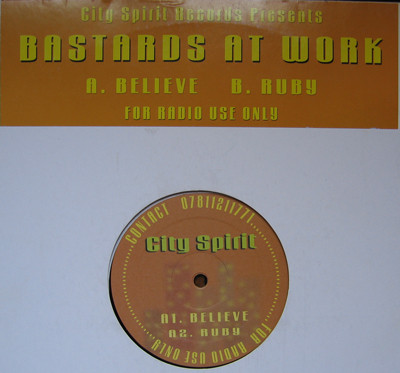 City Spirit Records Presents
BASTARDS AT WORK
A. BELIEVE B. RUBY
FOR RADIO USE ONLY
CONTACT 07811211771
City Spirit
A1. BELIEVE
A2. RUBY
FOR RADIO USE ONLY